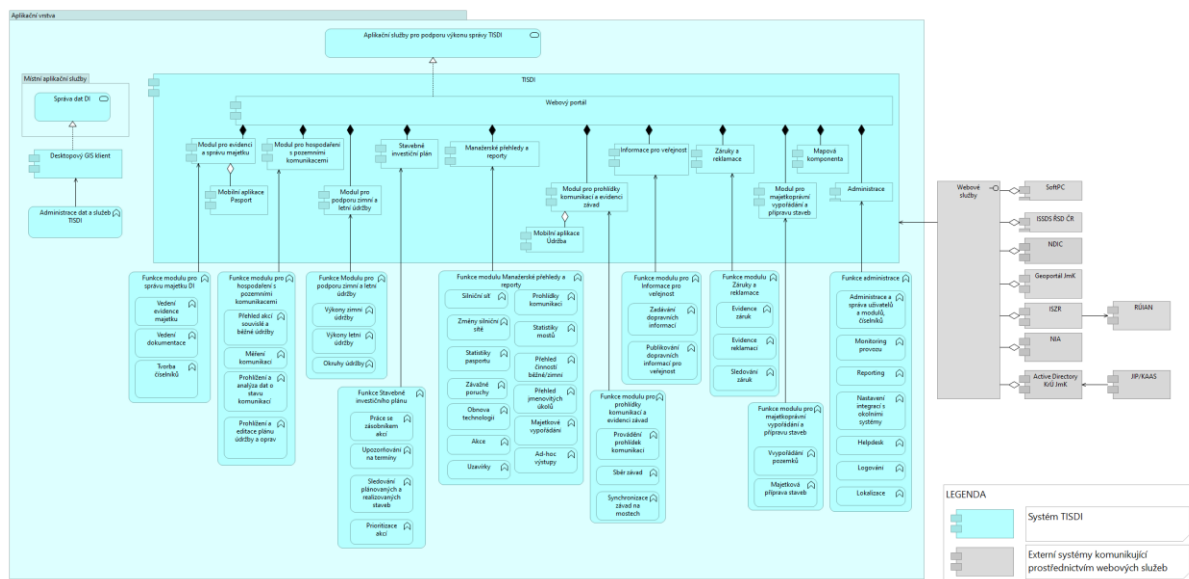 Aplikační vrstva
Aplikační služby pro podporu výkonu správy TISDI
Místní aplikační služby
Správa dat DI
Desktopový GIS klient
Administrace dat a služeb
TISDI
TISDI
Webový portál
Modul pro evidenci
a správu majetku
Mobilní aplikace
Pasport
Modul pro hospodaření
s pozemními
komunikacemi
Modul pro
podporu zimní a
letní údržby
Stavebně
investiční plán
Manažerské přehledy a
reporty
Modul pro prohlídky
komunikací a evidenci
závad
Mobilní aplikace
Údržba
Informace pro veřejnost
Záruky a
reklamace
Modul pro
majetkoprávní
vypořádání a
přípravu staveb
Mapová
komponenta
Administrace
Funkce modulu pro
správu majetku DI
Vedení
evidence
majetku
Vedení
dokumentace
Tvorba
číselníků
Funkce modulu pro
hospodaření s
pozemními
komunikacemi
Přehled akcí
souvislé a
běžné údržby
Měření
komunikací
Prohlížení a
analýza dat o
stavu
komunikací
Prohlížení a
editace plánu
údržby a oprav
Funkce Modulu pro
podporu zimní a letní
údržby
Výkony zimní
údržby
Výkony letní
údržby
Okruhy údržby
Funkce Stavebně
investičního plánu
Práce se
zásobníkem
akcí
Upozorňování
na termíny
Sledování
plánovaných a
realizovaných
staveb
Prioritizace
akcí
Funkce modulu Manažerské přehledy a
reporty
Silniční síť
Změny silniční
sítě
Statistiky
pasportu
Závažné
poruchy
Obnova
technologií
Akce
Uzavírky
Prohlídky
komunikací
Statistiky
mostů
Přehled
činností
běžné/zimní
Přehled
jmenovitých
úkolů
Majetkové
vypořádání
Ad-hoc
výstupy
Funkce modulu pro
prohlídky
komunikací a
evidenci závad
Provádění
prohlídek
komunikací
Sběr závad
Synchronizace
závad na
mostech
Funkce modulu pro
Informace pro
veřejnost
Zadávání
dopravních
informací
Publikování
dopravních
informací pro
veřejnost
Funkce modulu
Záruky a
reklamace
Evidence
záruk
Evidence
reklamací
Sledování
záruk
Funkce modulu pro
majetkoprávní
vypořádání a
přípravu staveb
Vvypořádání
pozemků
Majetková
příprava staveb
Funkce administrace
Administrace a
správa uživatelů
a modulů,
číselníků
Monitoring
provozu
Reporting
Nastavení
integrací s
okolními
systémy
Helpdesk
Logování
Lokalizace
Webové
služby
SoftPC
ISSDS ŘSD ČR
NDIC
Geoportál JmK
ISZR
RÚIAN
NIA
Active Directory
KrÚ JmK
JIP/KAAS
LEGENDA
Systém TISDI
Externí systémy komunikující
prostřednictvím webových služeb